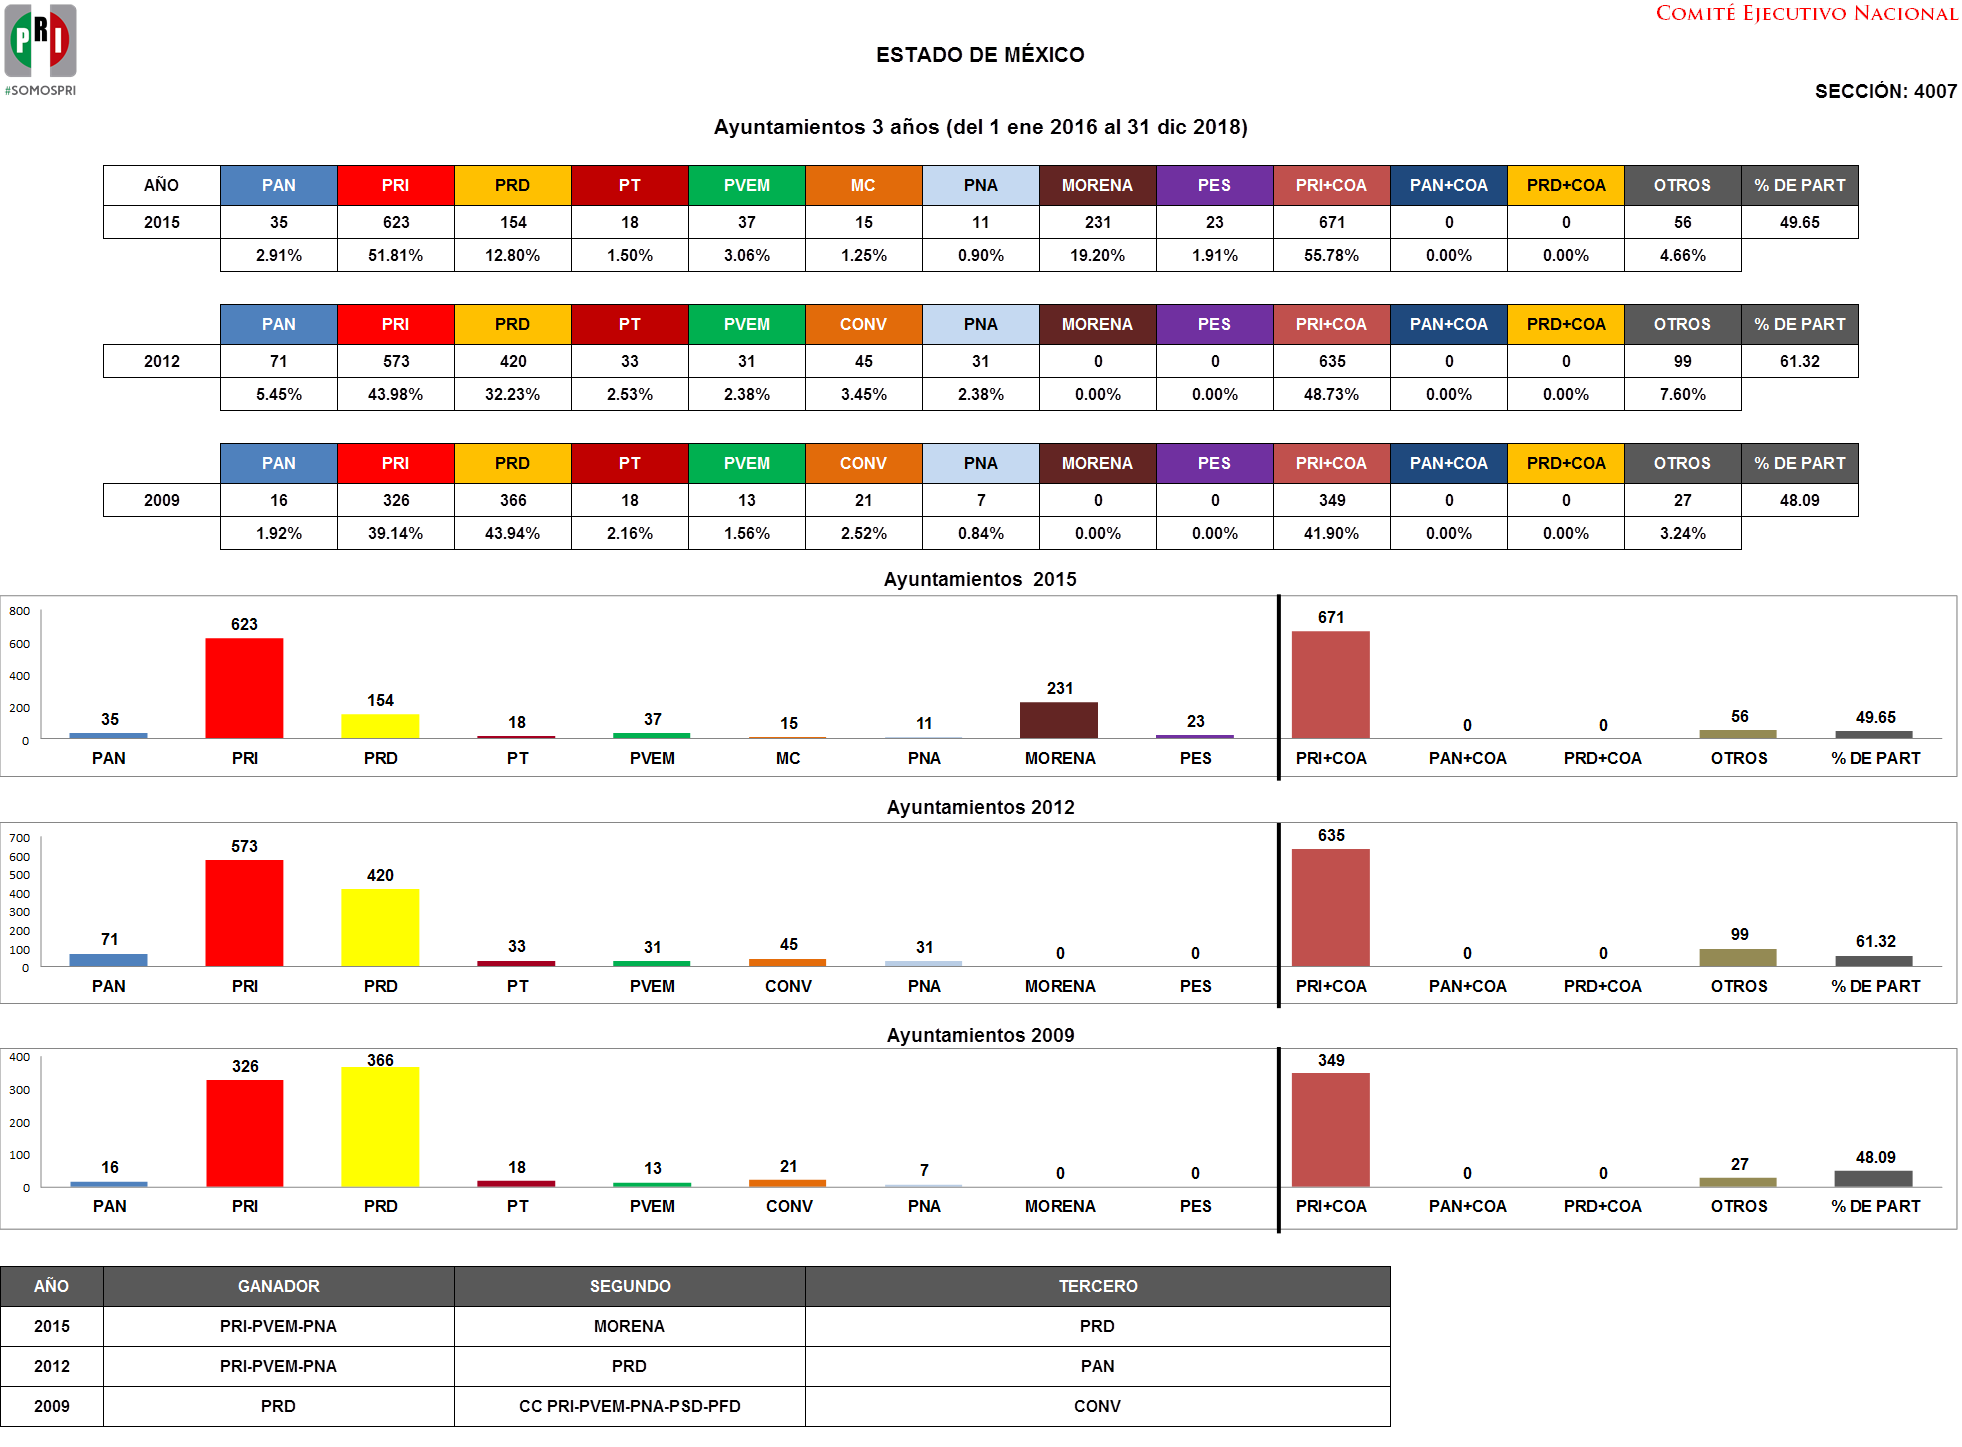 PRI
#SOMOSPRI
COMITÉ EJECUTIVO NACIONAL
ESTADO DE MÉXICO
SECCIÓN: 4007
Ayuntamientos 3 años (del 1 ene 2016 al 31 dic 2018)
AÑO PAN PRI PRD PT PVEM MC PNA MORENA PES PRI+COA PAN+COA PRD+COA OTROS % DE PART
2015 35 623 154 18 37 15 11 231 23 671 0 0 56 49.65
2.91% 51.81% 12.80% 1.50% 3.06% 1.25% 0.90% 19.20% 1.91% 55.78% 0.00% 0.00% 4.66%
PAN PRI PRD PT PVEM CONV PNA MORENA PES PRI+COA PAN+COA PRD+COA OTROS % DE PART
2012 71 573 420 33 31 45 31 0 0 635 0 0 99 61.32
5.45% 43.98% 32.23% 2.53% 2.38% 3.45% 2.38% 0.00% 0.00% 48.73% 0.00% 0.00% 7.60%
PAN PRI PRD PT PVEM CONV PNA MORENA PES PRI+COA PAN+COA PRD+COA OTROS % DE PART
2009 16 326 366 18 13 21 7 0 0 349 0 0 27 48.09
1.92% 39.14% 43.94% 2.16% 1.56% 2.52% 0.84% 0.00% 0.00% 41.90% 0.00% 0.00% 3.24%
Ayuntamientos 2015
800
600
400
200
0
35 623 154 18 37 15 11 231 23 671 0 0 56 49.65
PAN PRI PRD PT PVEM MC PNA MORENA PES PRI+COA PAN+COA PRD+COA OTROS % DE PART
Ayuntamientos 2012
700
600
500
400
300
200
100
0
71 573 420 33 31 45 31 0 0 635 0 0 99 61.32
PAN PRI PRD PT PVEM CONV PNA MORENA PES PRI+COA PAN+COA PRD+COA OTROS % DE PART
Ayuntamientos 2009
400
300
200
100
0
16 326 366 18 13 21 7 0 0 349 0 0 27 48.09
PAN PRI PRD PT PVEM CONV PNA MORENA PES PRI+COA PAN+COA PRD+COA OTROS % DE PART
AÑO GANADOR SEGUNDO TERCERO
2015 PRI-PVEM-PNA MORENA PRD
2012 PRI-PVEM-PNA PRD PAN
2009 PRD CC PRI-PVEM-PNA-PSD-PFD CONV